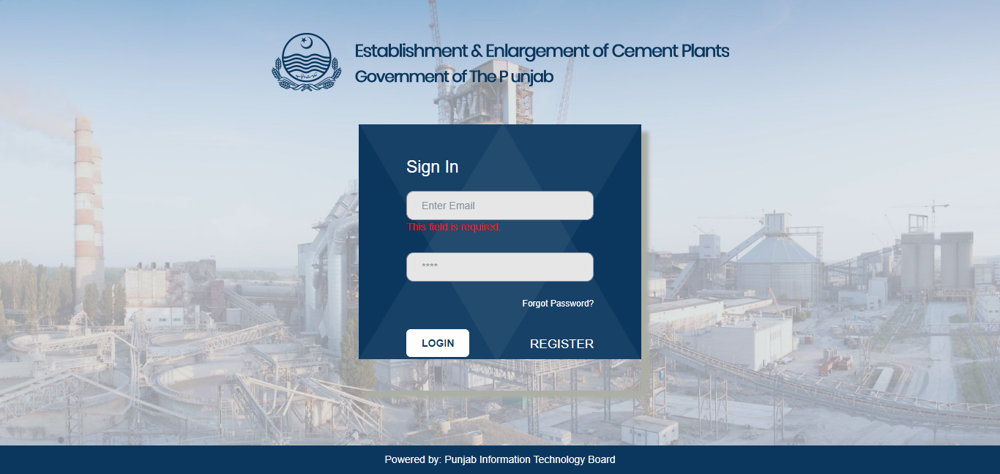 Establishment & Enlargement of Cement Plants
Government of The P unjab
Sign In
Enter Email
This field is required.
****
Forgot Password?
LOGIN
REGISTER
Powered by: Punjab Information Technology Board